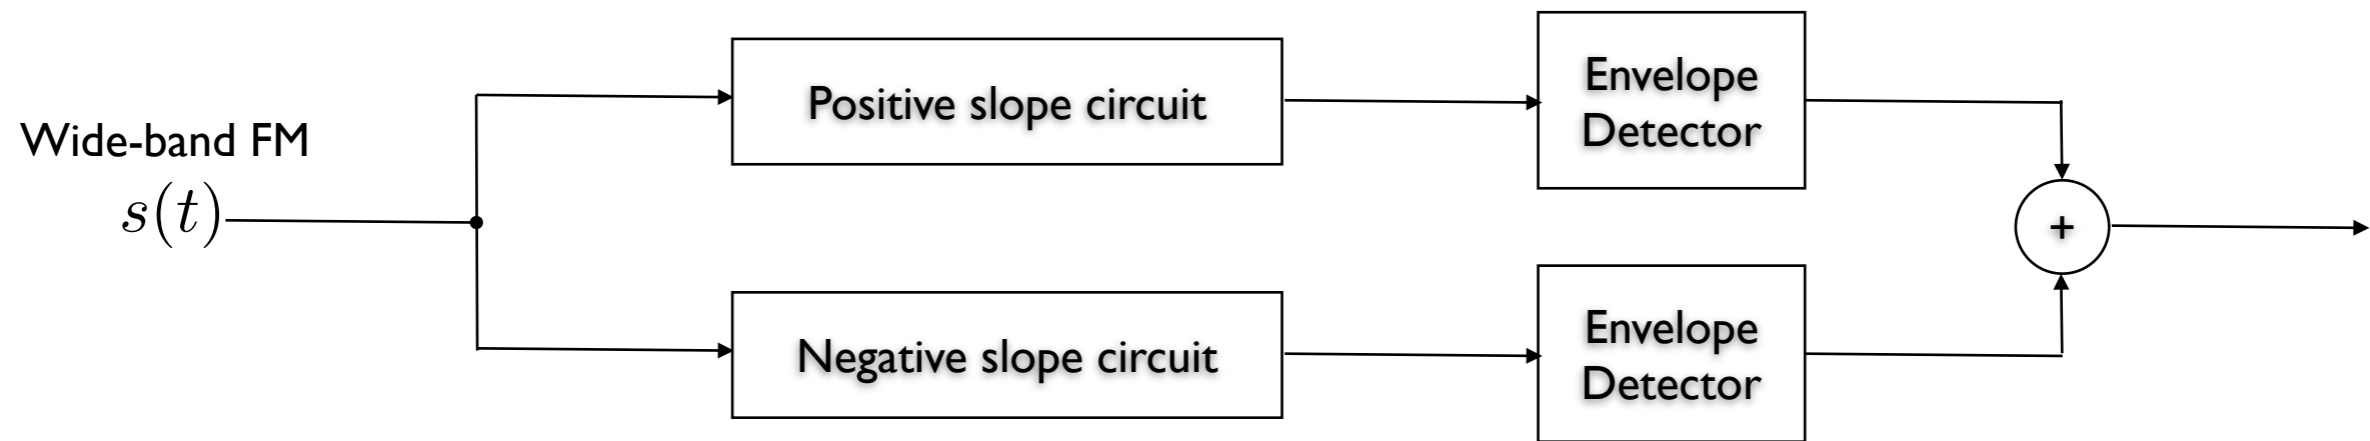 Wide-band FM
s(t)
Positive slope circuit
Envelope
Detector
+
Negative slope circuit
Envelope
Detector